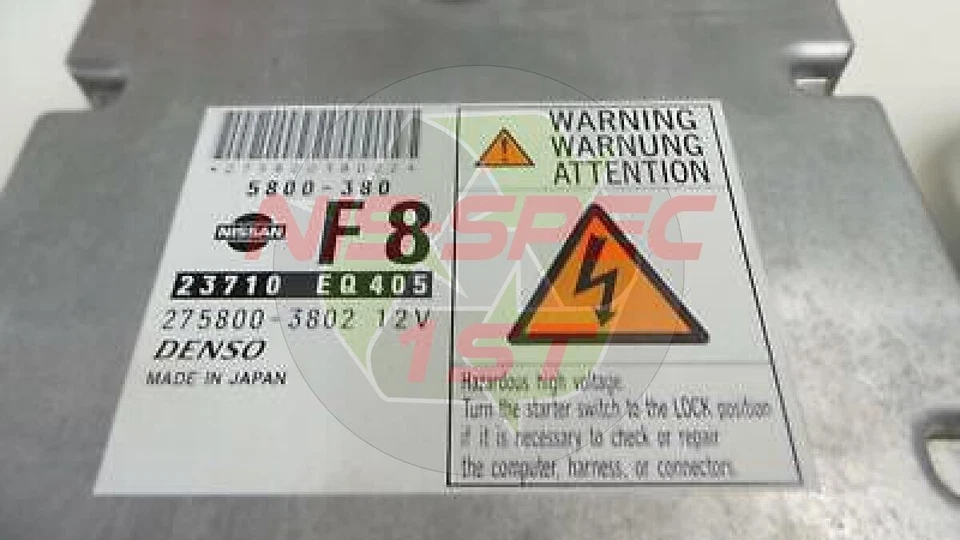 5800-380
NISSAN
F8
23710 EQ405
275800-3802 12V
DENSO
MADE IN JAPAN
WARNING
WARNUNG
ATTENTION
Hazardous high voltage.
Turn the starter switch to the LOCK position
if it is necessary to check or repair
the computer, harness, or connectors.
NIS-SPEC
1ST